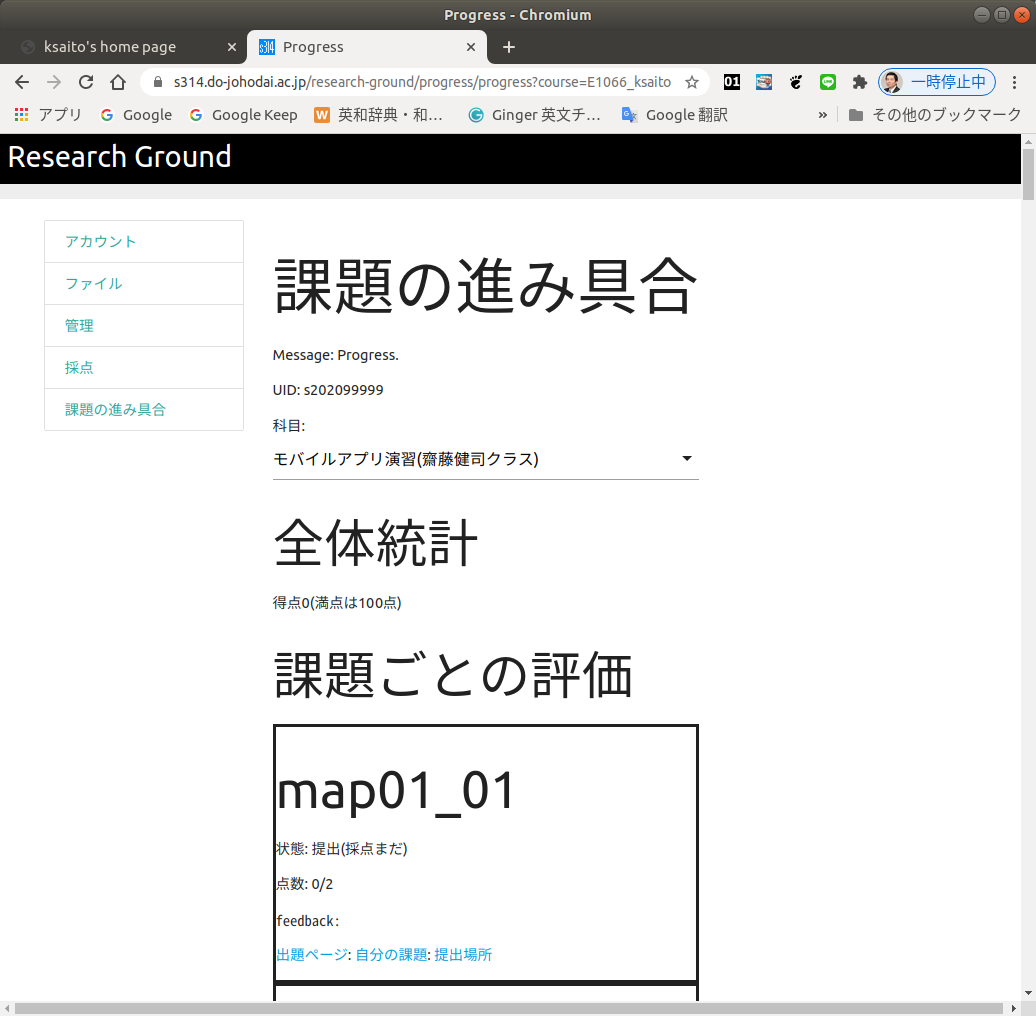 Progress - Chromium
ksaito's home page
Progress
s314.do-johodai.ac.jp/research-ground/progress/progress?course=E1066_ksaito
01
LINE
一時停止中
アプリ
Google
Google Keep
英和辞典・和...
Ginger 英文チ...
Google 翻訳
»
その他のブックマーク
Research Ground
アカウント
ファイル
管理
採点
課題の進み具合
課題の進み具合
Message: Progress.
UID: s202099999
科目:
モバイルアプリ演習(齋藤健司クラス)
全体統計
得点0(満点は100点)
課題ごとの評価
map01_01
状態: 提出(採点まだ)
点数: 0/2
feedback:
出題ページ: 自分の課題: 提出場所